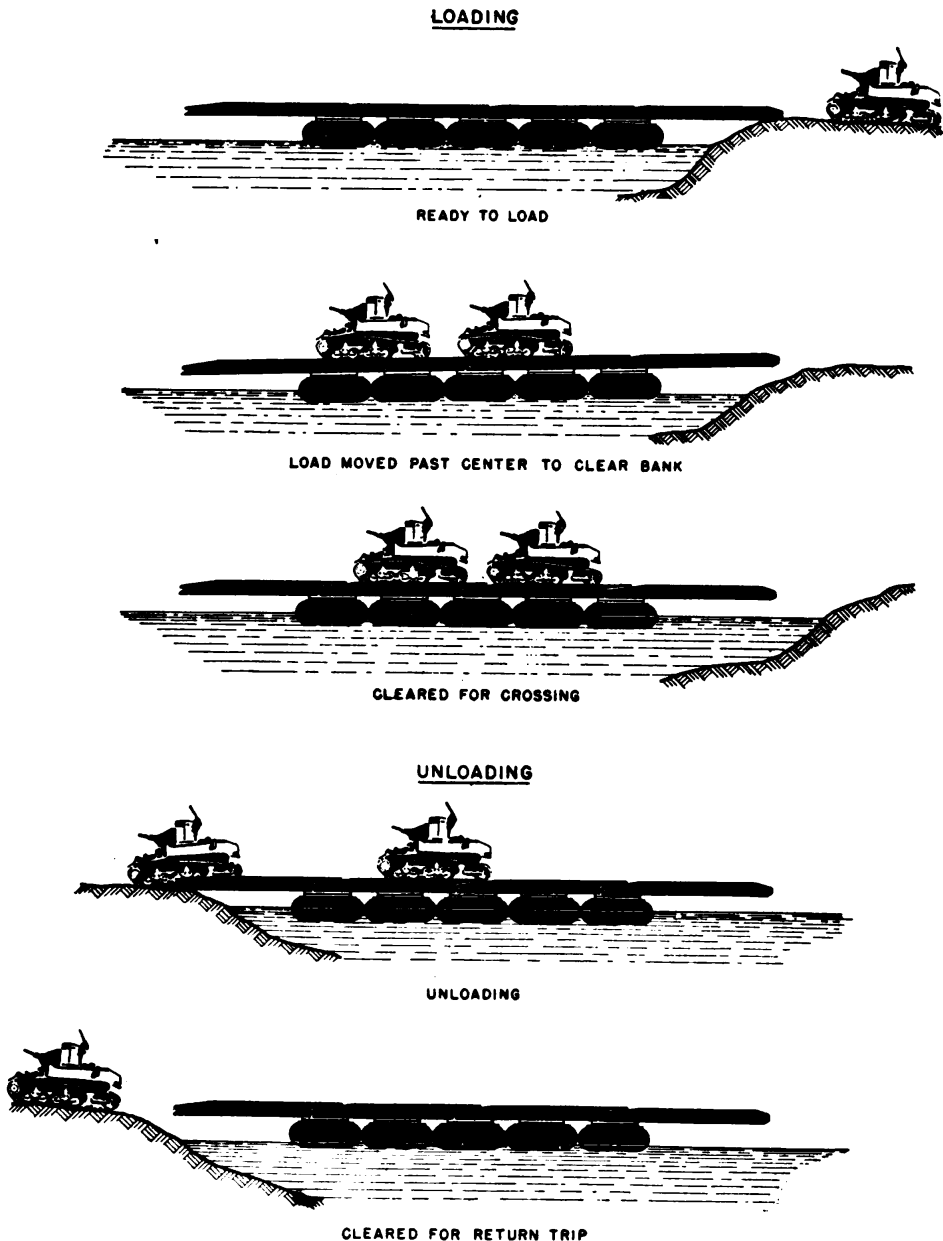 LOADING
READY TO LOAD
LOAD MOVED PAST CENTER TO CLEAR BANK
CLEARED FOR CROSSING
UNLOADING
UNLOADING
CLEARED FOR RETURN TRIP